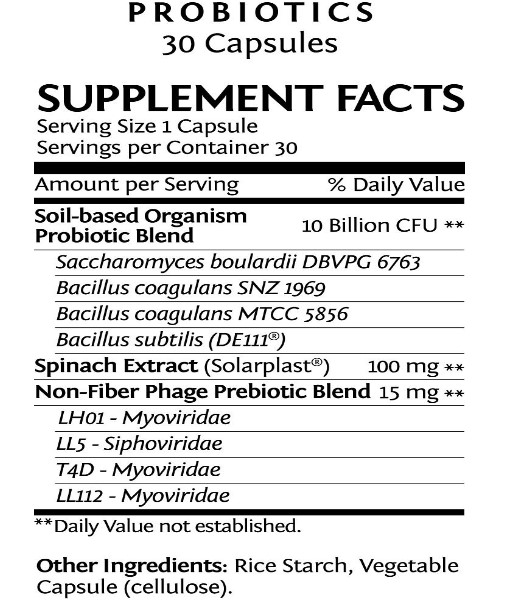 PROBIOTICS
30 Capsules
SUPPLEMENT FACTS
Serving Size 1 Capsule
Servings per Container 30
Amount per Serving % Daily Value
Soil-based Organism
Probiotic Blend 10 Billion CFU **
Saccharomyces boulardii DBVPG 6763
Bacillus coagulans SNZ 1969
Bacillus coagulans MTCC 5856
Bacillus subtilis (DE111®)
Spinach Extract (Solarplast®) 100 mg **
Non-Fiber Phage Prebiotic Blend 15 mg **
LH01 - Myoviridae
LL5 - Siphoviridae
T4D - Myoviridae
LL112 - Myoviridae
**Daily Value not established.
Other Ingredients: Rice Starch, Vegetable
Capsule (cellulose).